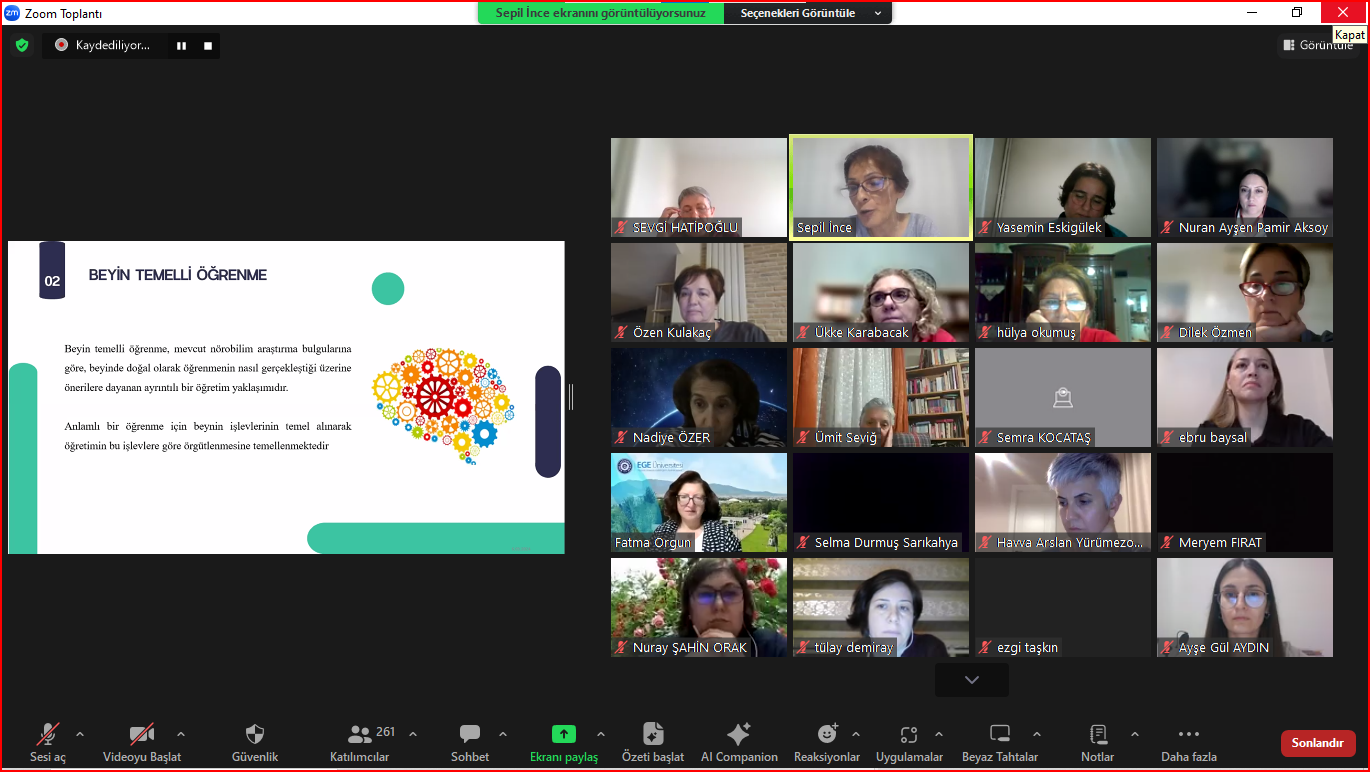 Zoom Toplantı
Sepil İnce ekranını görüntülüyorsunuz
Seçenekleri Görüntüle
Kapat
Kaydediliyor...
Görüntüle
02
BEYİN TEMELLİ ÖĞRENME
Beyin temelli öğrenme, mevcut nörobilim araştırma bulgularına
göre, beyinde doğal olarak öğrenmenin nasıl gerçekleştiği üzerine
önerilere dayanan ayrıntılı bir öğretim yaklaşımıdır.
Anlamlı bir öğrenme için beynin işlevlerinin temel alınarak
öğretinin bu işlevlere göre örgütlenmesine temellenmektedir
SEVGİ HATİPOĞLU
Sepil İnce
Yasemin Eskigülek
Nuran Ayşen Pamir Aksoy
Özen Kulakaç
Ükke Karabacak
hülya okumuş
Dilek Özmen
Nadiye ÖZER
Ümit Seviğ
Semra KOCATAŞ
ebru baysal
EGE Üniversitesi
Fatma Orgun
Selma Durmuş Sarıkahya
Havva Arslan Yürümezo...
Meryem FIRAT
Nuray ŞAHİN ORAK
tülay demiray
ezgi taşkın
Ayşe Gül AYDIN
Sesi aç
Videoyu Başlat
Güvenlik
261
Katılımcılar
Sohbet
Ekranı paylaş
Özeti başlat
AI Companion
Reaksiyonlar
Uygulamalar
Beyaz Tahtalar
Notlar
Daha fazla
Sonlandır